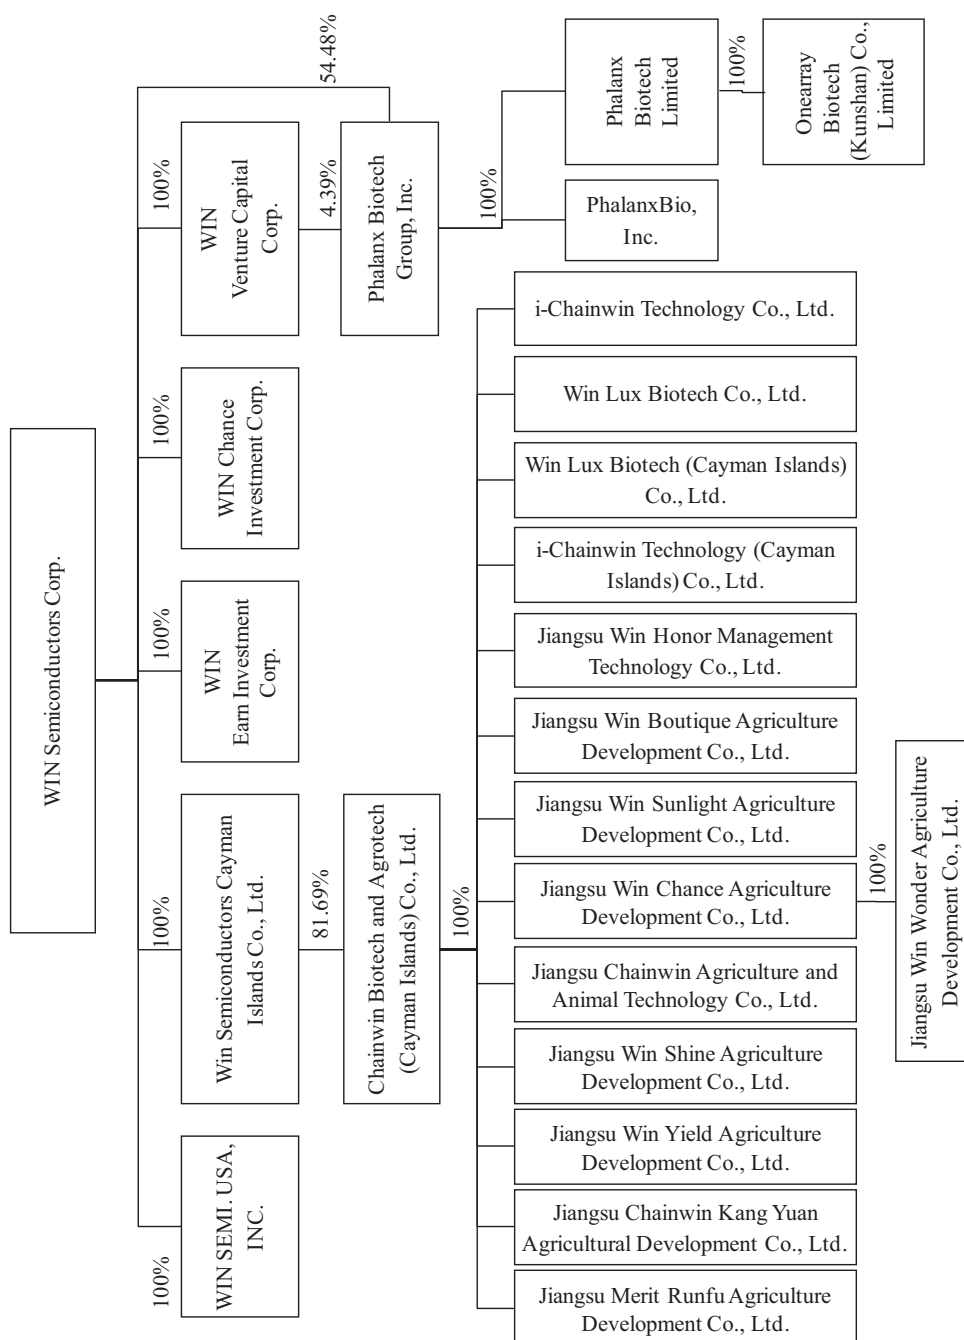 WIN Semiconductors Corp.
100%
WIN SEMI. USA,
INC.
100%
Win Semiconductors Cayman
Islands Co., Ltd.
100%
WIN
Earn Investment
Corp.
100%
WIN Chance
Investment Corp.
100%
WIN
Venture Capital
Corp.
54.48%
81.69%
Chainwin Biotech and Agrotech
(Cayman Islands) Co., Ltd.
4.39%
Phalanx Biotech
Group, Inc.
100%
100%
Jiangsu Merit Runfu Agriculture
Development Co., Ltd.
Jiangsu Chainwin Kang Yuan
Agricultural Development Co., Ltd.
Jiangsu Win Yield Agriculture
Development Co., Ltd.
Jiangsu Win Shine Agriculture
Development Co., Ltd.
Jiangsu Chainwin Agriculture and
Animal Technology Co., Ltd.
Jiangsu Win Chance Agriculture
Development Co., Ltd.
Jiangsu Win Sunlight Agriculture
Development Co., Ltd.
Jiangsu Win Boutique Agriculture
Development Co., Ltd.
Jiangsu Win Honor Management
Technology Co., Ltd.
i-Chainwin Technology (Cayman
Islands) Co., Ltd.
Win Lux Biotech (Cayman Islands)
Co., Ltd.
Win Lux Biotech Co., Ltd.
i-Chainwin Technology Co., Ltd.
PhalanxBio,
Inc.
Phalanx
Biotech
Limited
100%
Jiangsu Win Wonder Agriculture
Development Co., Ltd.
100%
Onearray
Biotech
(Kunshan) Co.,
Limited